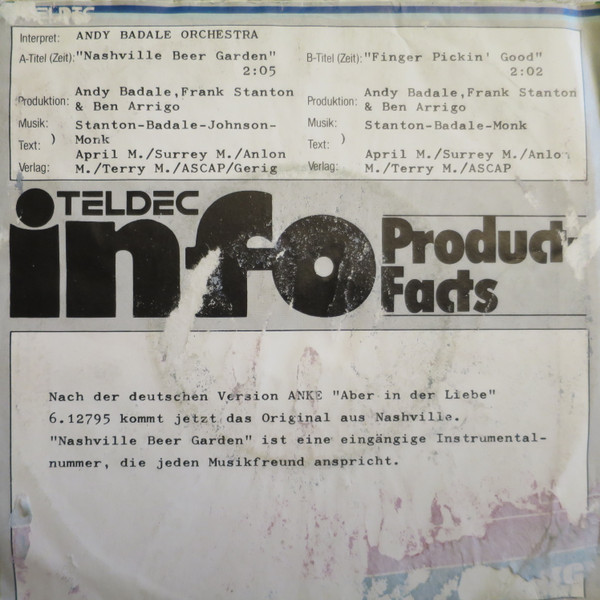 Interpret: ANDY BADALE ORCHESTRA
A-Titel (Zeit): "Nashville Beer Garden"
2:05
Produktion: Andy Badale,Frank Stanton
& Ben Arrigo
Musik: Stanton-Badale-Johnson-
Text: ) Monk
April M./Surrey M./Anlon
Verlag: M./Terry M./ASCAP/Gerig
B-Titel (Zeit): "Finger Pickin' Good"
2:02
Produktion: Andy Badale,Frank Stanton
& Ben Arrigo
Musik: Stanton-Badale-Monk
Text: )
April M./Surrey M./Anlon
Verlag: M./Terry M./ASCAP
TELDEC
info
Product
Facts
Nach der deutschen Version ANKE "Aber in der Liebe"
6.12795 kommt jetzt das Original aus Nashville.
"Nashville Beer Garden" ist eine eingängige Instrumental-
nummer, die jeden Musikfreund anspricht.